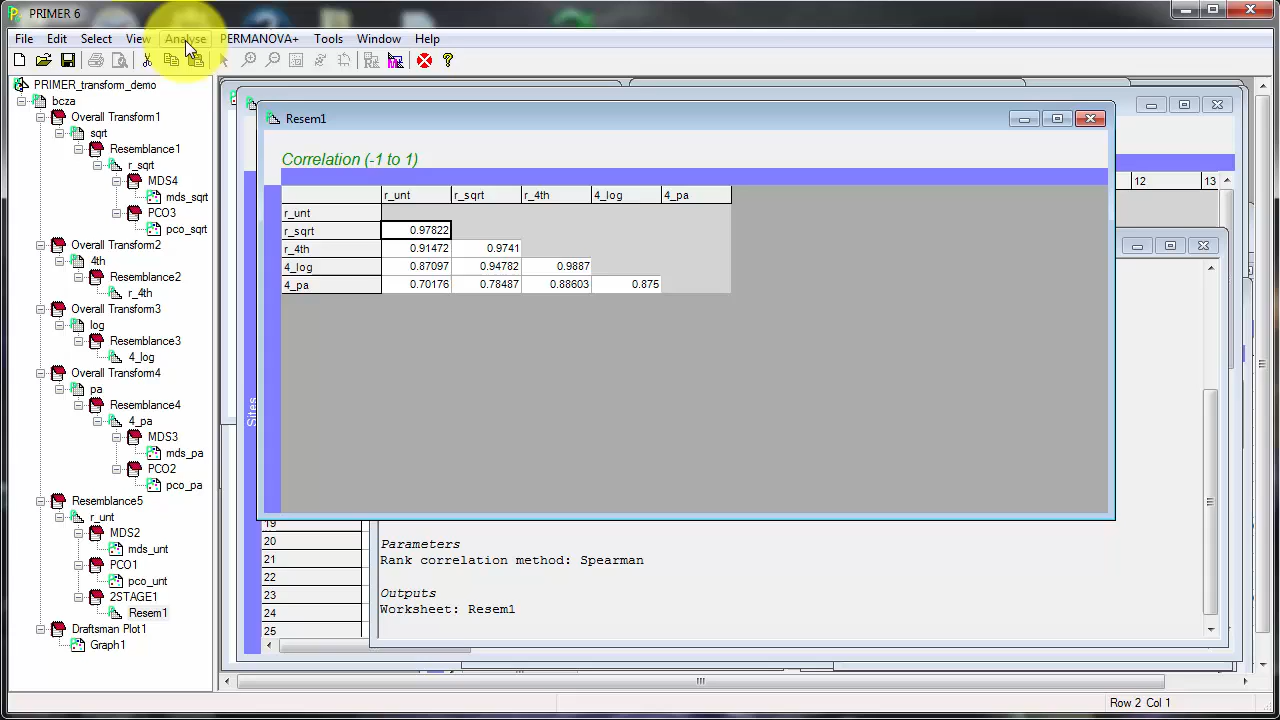 PRIMER 6
File Edit Select View Analyse PERMANOVA+ Tools Window Help
PRIMER_transform_demo
bcza
Overall Transform1
sqrt
Resemblance1
r_sqrt
MDS4
mds_sqrt
PCO3
pco_sqrt
Overall Transform2
4th
Resemblance2
r_4th
Overall Transform3
log
Resemblance3
4_log
Overall Transform4
pa
Resemblance4
4_pa
MDS3
mds_pa
PCO2
pco_pa
Resemblance5
r_unt
MDS2
mds_unt
PCO1
pco_unt
2STAGE1
Resem1
Draftsman Plot1
Graph1
Resem1
Correlation (-1 to 1)
r_unt r_sqrt r_4th 4_log 4_pa
r_unt
r_sqrt 0.97822
r_4th 0.91472 0.9741
4_log 0.87097 0.94782 0.9887
4_pa 0.70176 0.78487 0.88603 0.875
12 13
Sites
19
20
21
22
23
24
25
Parameters
Rank correlation method: Spearman
Outputs
Worksheet: Resem1
Row 2 Col 1